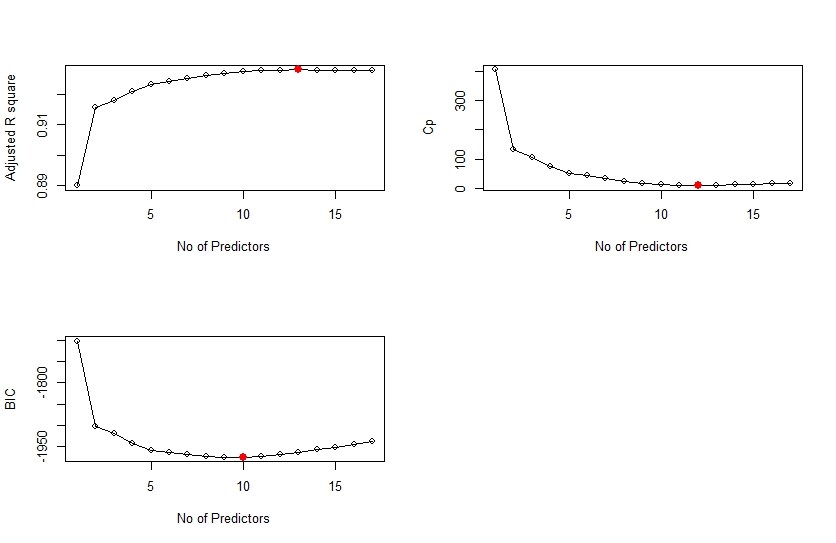 Adjusted R square
0.91
0.89
5 10 15
No of Predictors
Cp
300
100
0
5 10 15
No of Predictors
BIC
-1800
-1950
5 10 15
No of Predictors